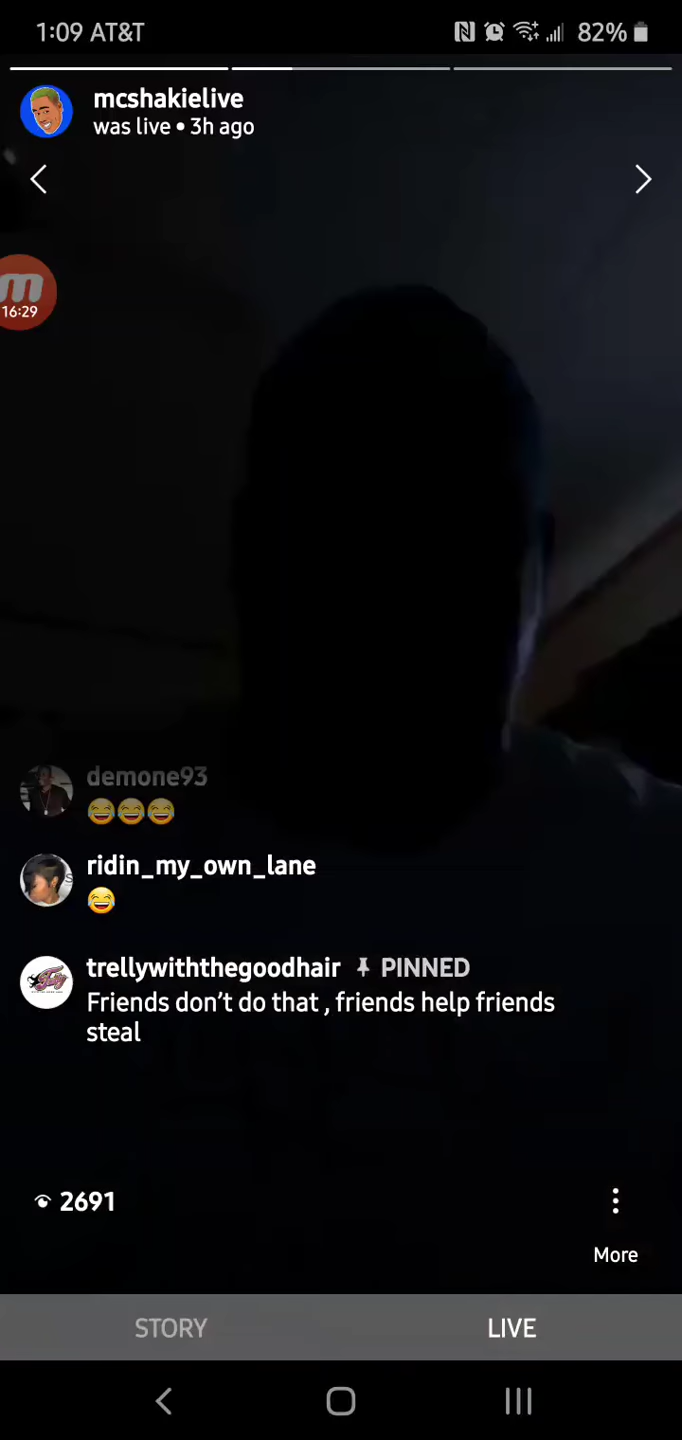 1:09 AT&T 82%
mcshakielive
was live • 3h ago
16:29
demone93
😂😂😂
ridin_my_own_lane
😂
trellywiththegoodhair PINNED
Friends don't do that , friends help friends
steal
2691
More
STORY LIVE